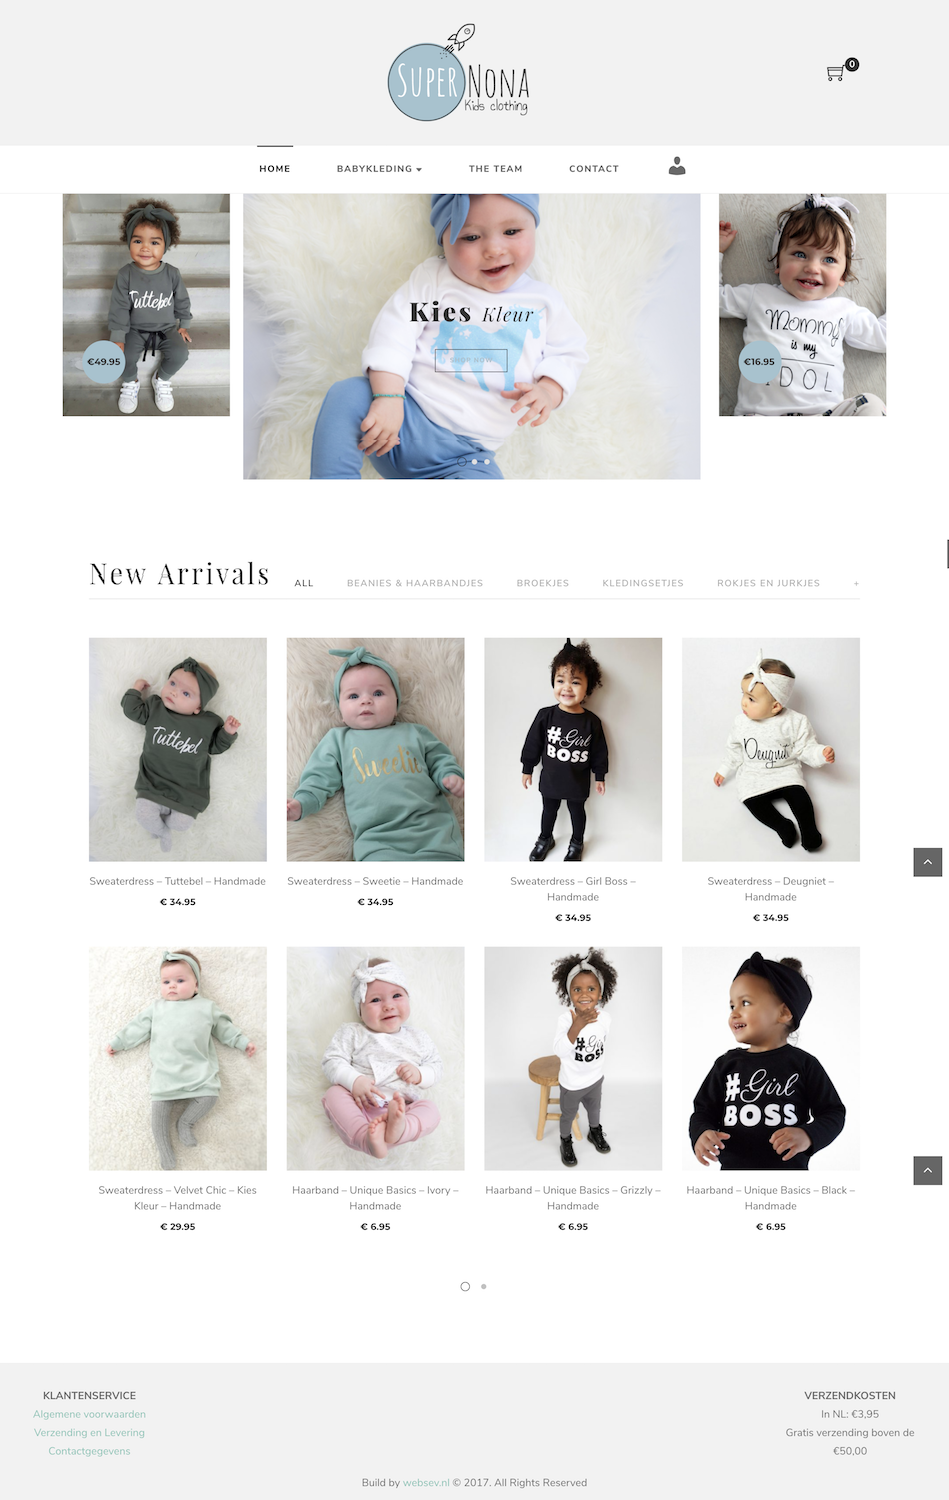 SUPER NONA
Kids clothing
0
HOME
BABYKLEDING
THE TEAM
CONTACT
Tuttebel
€49.95
Kies Kleur
SHOP NOW
Mommy
is my
IDOL
€16.95
New Arrivals
ALL
BEANIES & HAARBANDJES
BROEKJES
KLEDINGSETJES
ROKJES EN JURKJES
+
Tuttebel
Sweetie
#Girl
BOSS
Deugniet
Sweaterdress – Tuttebel – Handmade
€ 34.95
Sweaterdress – Sweetie – Handmade
€ 34.95
Sweaterdress – Girl Boss –
Handmade
€ 34.95
Sweaterdress – Deugniet –
Handmade
€ 34.95
#Girl
BOSS
#Girl
BOSS
Sweaterdress – Velvet Chic – Kies
Kleur – Handmade
€ 29.95
Haarband – Unique Basics – Ivory –
Handmade
€ 6.95
Haarband – Unique Basics – Grizzly –
Handmade
€ 6.95
Haarband – Unique Basics – Black –
Handmade
€ 6.95
KLANTENSERVICE
Algemene voorwaarden
Verzending en Levering
Contactgegevens
VERZENDKOSTEN
In NL: €3,95
Gratis verzending boven de
€50,00
Build by websev.nl © 2017. All Rights Reserved